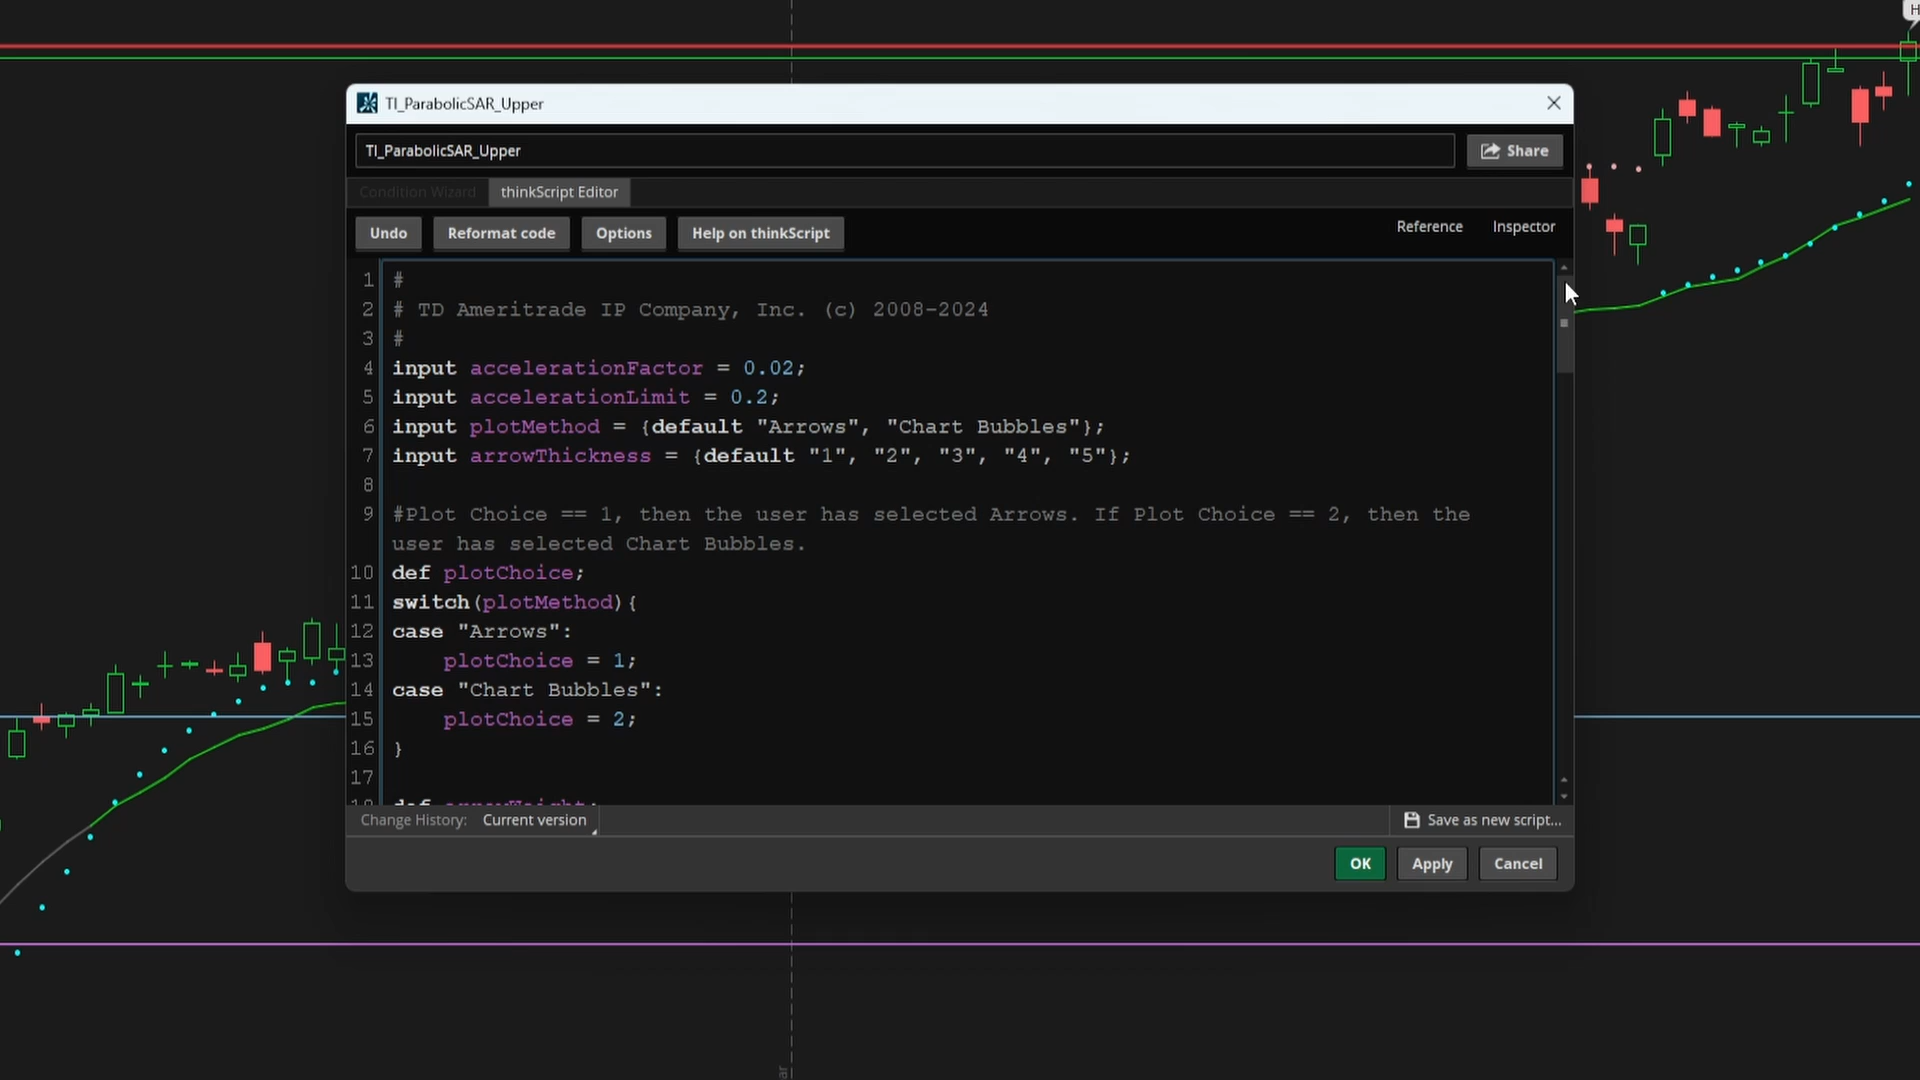 H
TI_ParabolicSAR_Upper
TI_ParabolicSAR_Upper
Share
Condition Wizard
thinkScript Editor
Undo
Reformat code
Options
Help on thinkScript
Reference
Inspector
1 #
2 # TD Ameritrade IP Company, Inc. (c) 2008-2024
3 #
4 input accelerationFactor = 0.02;
5 input accelerationLimit = 0.2;
6 input plotMethod = {default "Arrows", "Chart Bubbles"};
7 input arrowThickness = {default "1", "2", "3", "4", "5"};
8
9 #Plot Choice == 1, then the user has selected Arrows. If Plot Choice == 2, then the
user has selected Chart Bubbles.
10 def plotChoice;
11 switch(plotMethod){
12 case "Arrows":
13 plotChoice = 1;
14 case "Chart Bubbles":
15 plotChoice = 2;
16 }
17
18 def arrowWeight;
Change History: Current version
Save as new script...
OK
Apply
Cancel